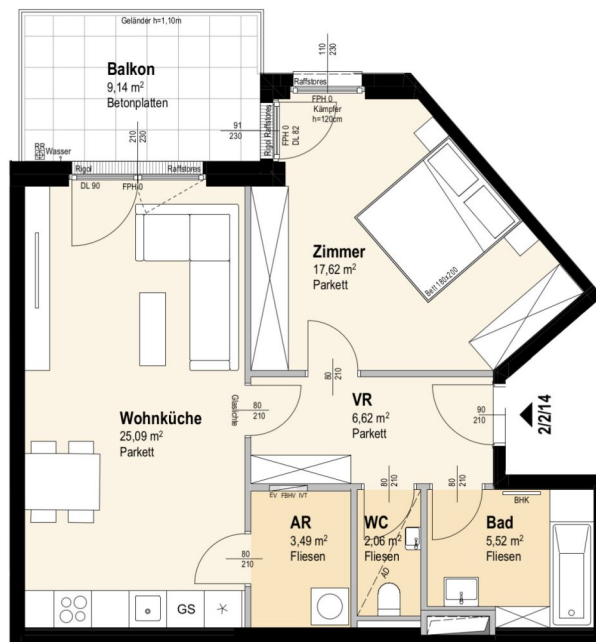 Geländer h=1,10m
Balkon
9,14 m²
Betonplatten
110
230
Raffstores
FPH 0
Kämpfer
h=120cm
91
230
Rigol Raffstores
FPH 0
DL 82
210
230
RR
Wasser
Rigol
Raffstores
DL 90
FPH 0
Zimmer
17,62 m²
Parkett
Bett 180x200
80
210
Wohnküche
25,09 m²
Parkett
Glaslichte
80
210
VR
6,62 m²
Parkett
90
210
2/2/14
80
210
80
210
EV FBHV IVT
BHK
AR
3,49 m²
Fliesen
WC
2,06 m²
Fliesen
AD
Bad
5,52 m²
Fliesen
80
210
GS